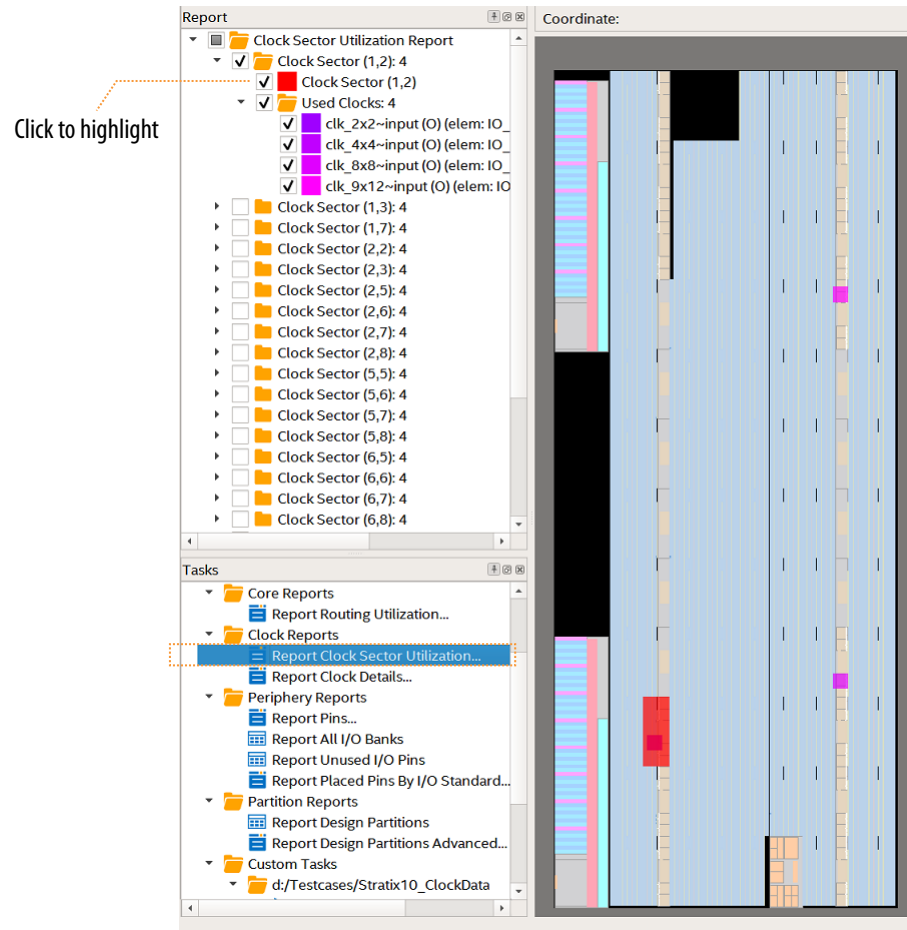 Report
Coordinate:
Clock Sector Utilization Report
Clock Sector (1,2): 4
Clock Sector (1,2)
Click to highlight
Used Clocks: 4
clk_2x2~input (O) (elem: IO_
clk_4x4~input (O) (elem: IO_
clk_8x8~input (O) (elem: IO_
clk_9x12~input (O) (elem: IO
Clock Sector (1,3): 4
Clock Sector (1,7): 4
Clock Sector (2,2): 4
Clock Sector (2,3): 4
Clock Sector (2,5): 4
Clock Sector (2,6): 4
Clock Sector (2,7): 4
Clock Sector (2,8): 4
Clock Sector (5,5): 4
Clock Sector (5,6): 4
Clock Sector (5,7): 4
Clock Sector (5,8): 4
Clock Sector (6,5): 4
Clock Sector (6,6): 4
Clock Sector (6,7): 4
Clock Sector (6,8): 4
Tasks
Core Reports
Report Routing Utilization...
Clock Reports
Report Clock Sector Utilization...
Report Clock Details...
Periphery Reports
Report Pins...
Report All I/O Banks
Report Unused I/O Pins
Report Placed Pins By I/O Standard...
Partition Reports
Report Design Partitions
Report Design Partitions Advanced...
Custom Tasks
d:/Testcases/Stratix10_ClockData